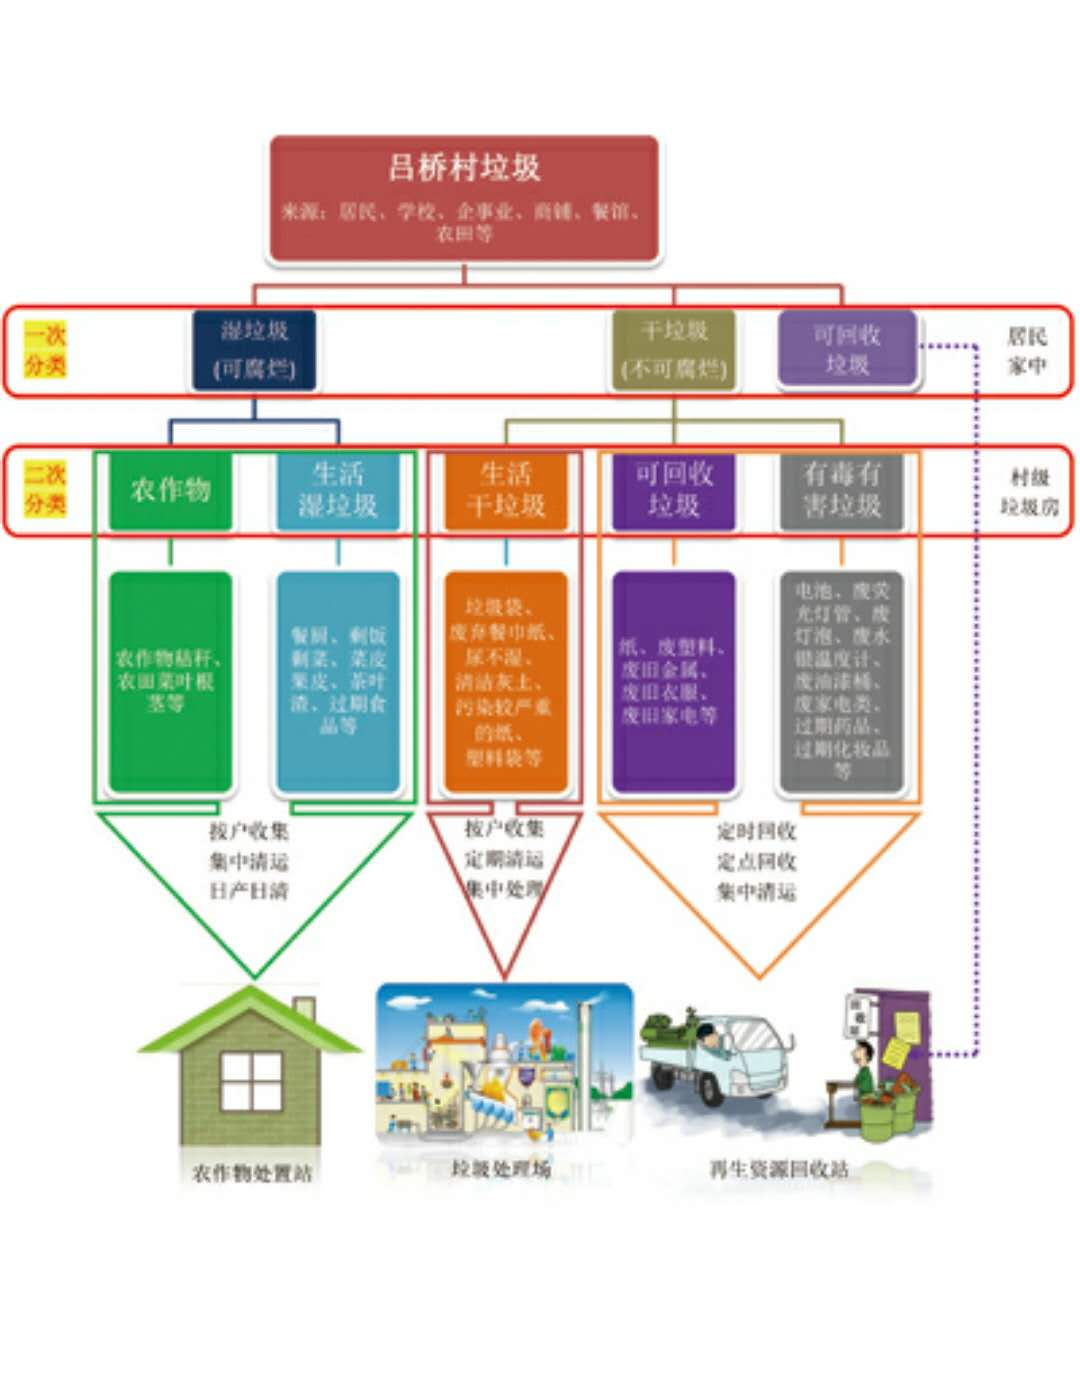 吕桥村垃圾
来源：居民、学校、企事业、商铺、餐馆、
农田等
一次
分类
湿垃圾
(可腐烂)
干垃圾
(不可腐烂)
可回收
垃圾
居民
家中
二次
分类
农作物
生活
湿垃圾
生活
干垃圾
可回收
垃圾
有毒有
害垃圾
村级
垃圾房
农作物秸秆、
农田菜叶根
茎等
餐厨、剩饭
剩菜、菜皮
果皮、茶叶
渣、过期食
品等
垃圾袋、
废弃餐巾纸、
尿不湿、
清洁灰土、
污染较严重
的纸、
塑料袋等
纸、废塑料、
废旧金属、
废旧衣服、
废旧家电等
电池、废荧
光灯管、废
灯泡、废水
银温度计、
废油漆桶、
废家电类、
过期药品、
过期化妆品
等
按户收集
集中清运
日产日清
按户收集
定期清运
集中处理
定时回收
定点回收
集中清运
农作物处置站
垃圾处理场
再生资源回收站